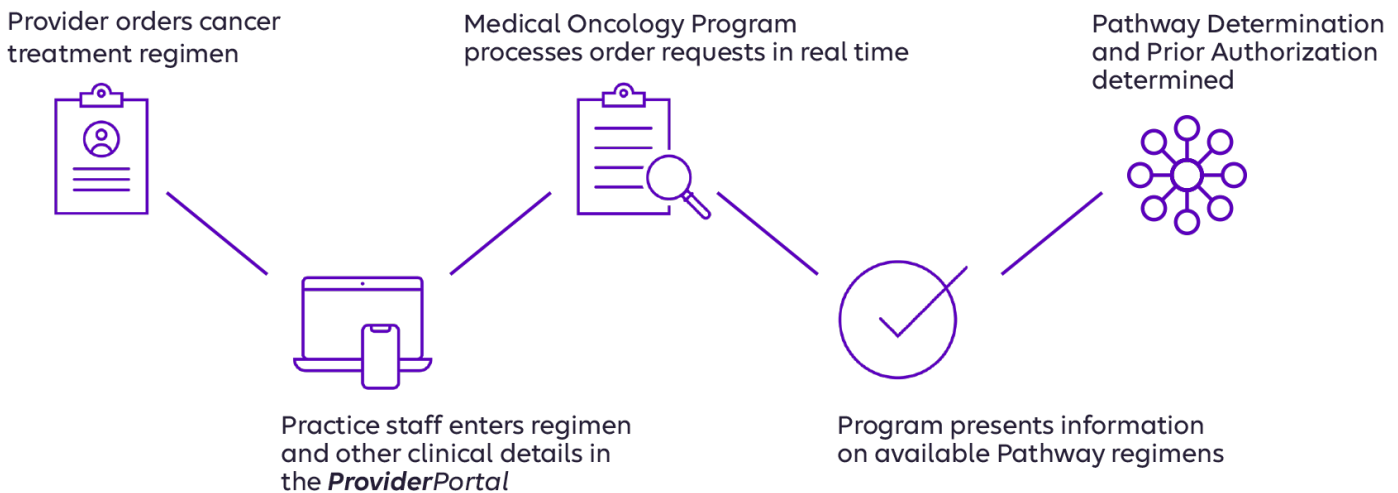 Provider orders cancer
treatment regimen
Practice staff enters regimen
and other clinical details in
the ProviderPortal
Medical Oncology Program
processes order requests in real time
Program presents information
on available Pathway regimens
Pathway Determination
and Prior Authorization
determined